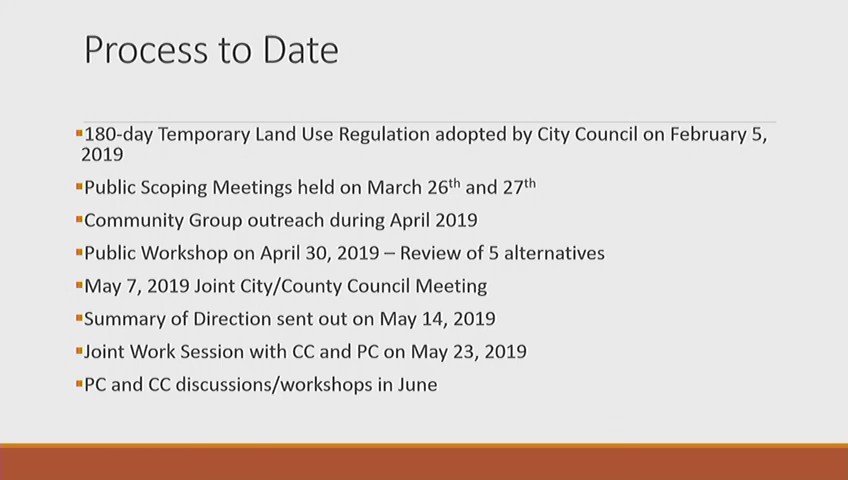 Process to Date
▪180-day Temporary Land Use Regulation adopted by City Council on February 5,
2019
▪Public Scoping Meetings held on March 26th and 27th
▪Community Group outreach during April 2019
▪Public Workshop on April 30, 2019 – Review of 5 alternatives
▪May 7, 2019 Joint City/County Council Meeting
▪Summary of Direction sent out on May 14, 2019
▪Joint Work Session with CC and PC on May 23, 2019
▪PC and CC discussions/workshops in June